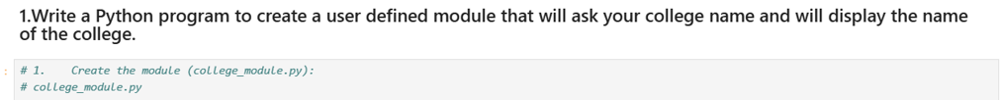 1.Write a Python program to create a user defined module that will ask your college name and will display the name
of the college.
:
# 1.    Create the module (college_module.py):
# college_module.py